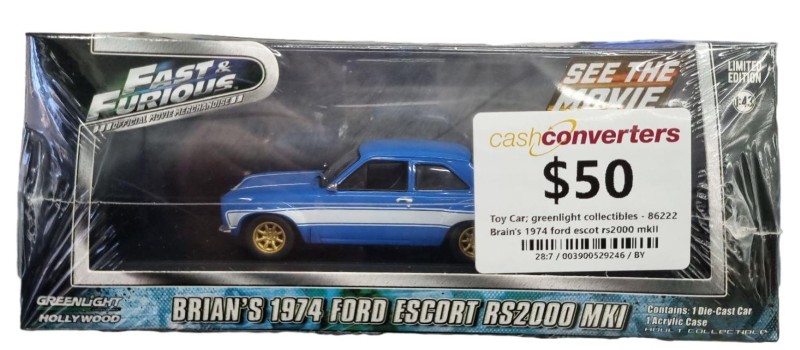 FAST &
FURIOUS
OFFICIAL MOVIE MERCHANDISE
SEE THE
MOVIE
LIMITED
EDITION
1:43
cashconverters
$50
Toy Car; greenlight collectibles - 86222
Brain's 1974 ford escot rs2000 mkII
28:7 / 003900529246 / BY
GREENLIGHT
HOLLYWOOD
BRIAN'S 1974 FORD ESCORT RS2000 MKI
Contains: 1 Die-Cast Car
1 Acrylic Case
ADULT COLLECTIBLE